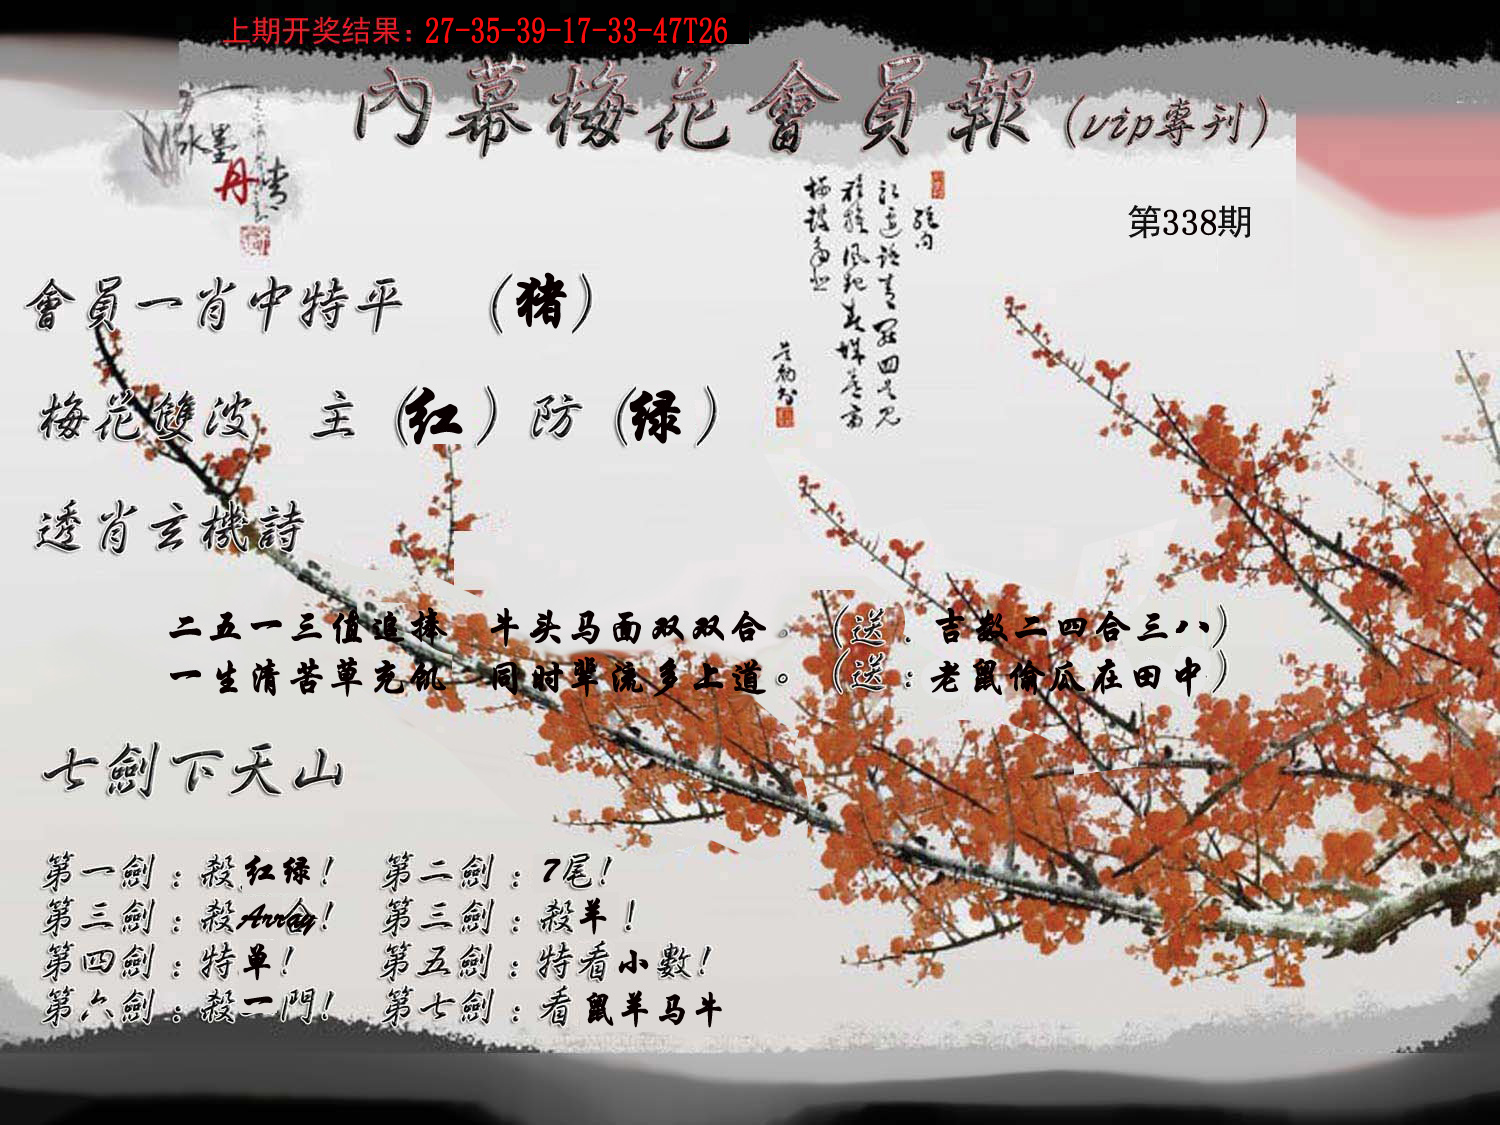 上期开奖结果：27-35-39-17-33-47T26
內幕梅花會員報（vip專刊）
水墨丹青
第338期
會員一肖中特平 （猪）
梅花雙波 主（红）防（绿）
透肖玄機詩
二五一三值追捧 牛头马面双双合。（送：吉数二四合三八）
一生清苦草充饥 同时辈流多上道。（送：老鼠偷瓜在田中）
七劍下天山
第一劍：殺红绿！ 第二劍：7尾！
第三劍：殺Array合！ 第三劍：殺羊！
第四劍：特单！ 第五劍：特看小數！
第六劍：殺一門！ 第七劍：看鼠羊马牛